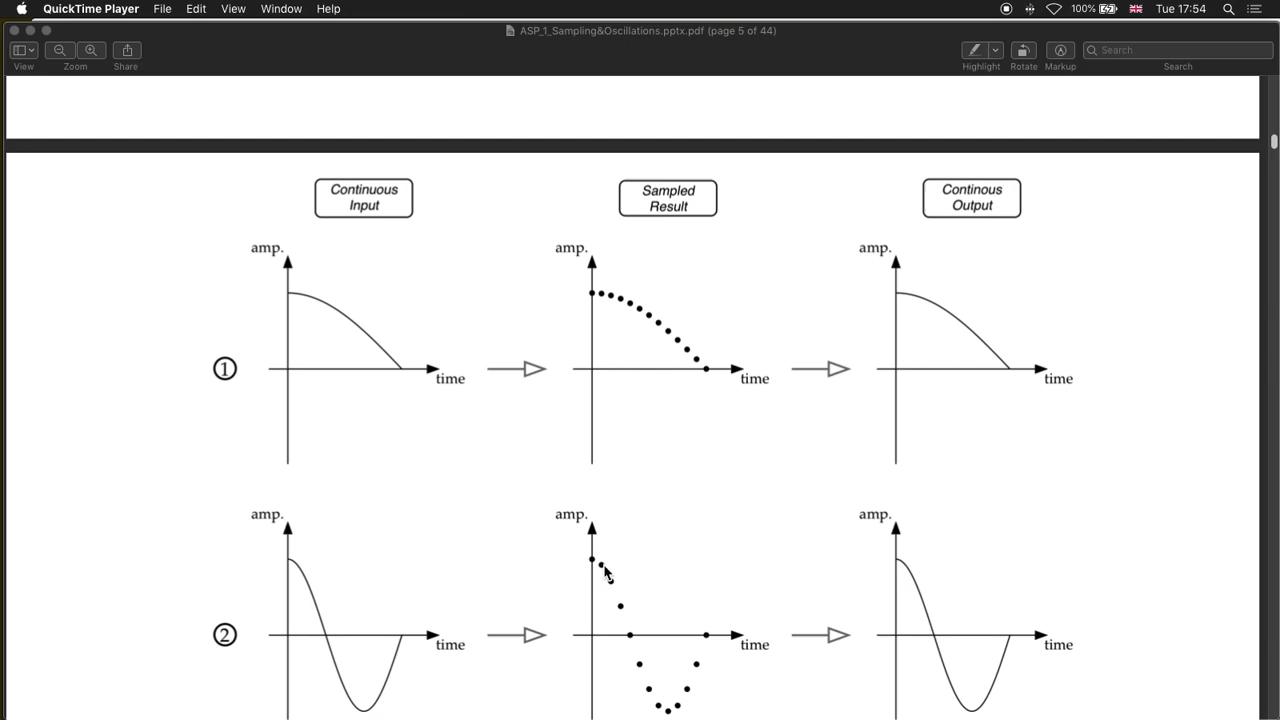 QuickTime Player File Edit View Window Help 100% Tue 17:54
ASP_1_Sampling&Oscillations.pptx.pdf (page 5 of 44)
Search
View Zoom Share Highlight Rotate Markup Search
Continuous
Input
Sampled
Result
Continous
Output
amp. amp. amp.
1
time time time
amp. amp. amp.
2
time time time